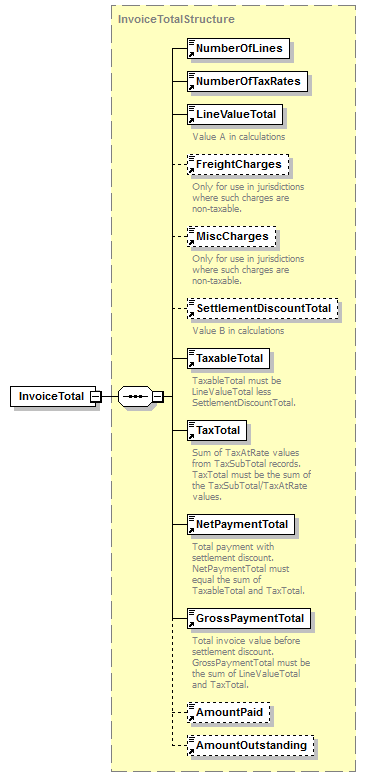 InvoiceTotalStructure
NumberOfLines
NumberOfTaxRates
LineValueTotal
Value A in calculations
FreightCharges
Only for use in jurisdictions
where such charges are
non-taxable.
MiscCharges
Only for use in jurisdictions
where such charges are
non-taxable.
SettlementDiscountTotal
Value B in calculations
TaxableTotal
TaxableTotal must be
LineValueTotal less
SettlementDiscountTotal.
InvoiceTotal
TaxTotal
Sum of TaxAtRate values
from TaxSubTotal records.
TaxTotal must be the sum of
the TaxSubTotal/TaxAtRate
values.
NetPaymentTotal
Total payment with
settlement discount.
NetPaymentTotal must
equal the sum of
TaxableTotal and TaxTotal.
GrossPaymentTotal
Total invoice value before
settlement discount.
GrossPaymentTotal must be
the sum of LineValueTotal
and TaxTotal.
AmountPaid
AmountOutstanding